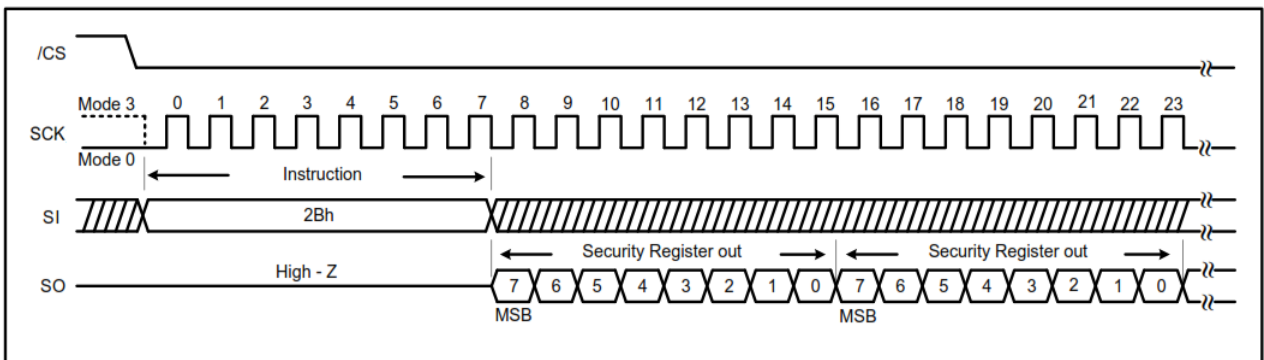 /CS
Mode 3 0 1 2 3 4 5 6 7 8 9 10 11 12 13 14 15 16 17 18 19 20 21 22 23
SCK
Mode 0
Instruction
SI 2Bh
Security Register out Security Register out
High - Z
SO 7 6 5 4 3 2 1 0 7 6 5 4 3 2 1 0
MSB MSB